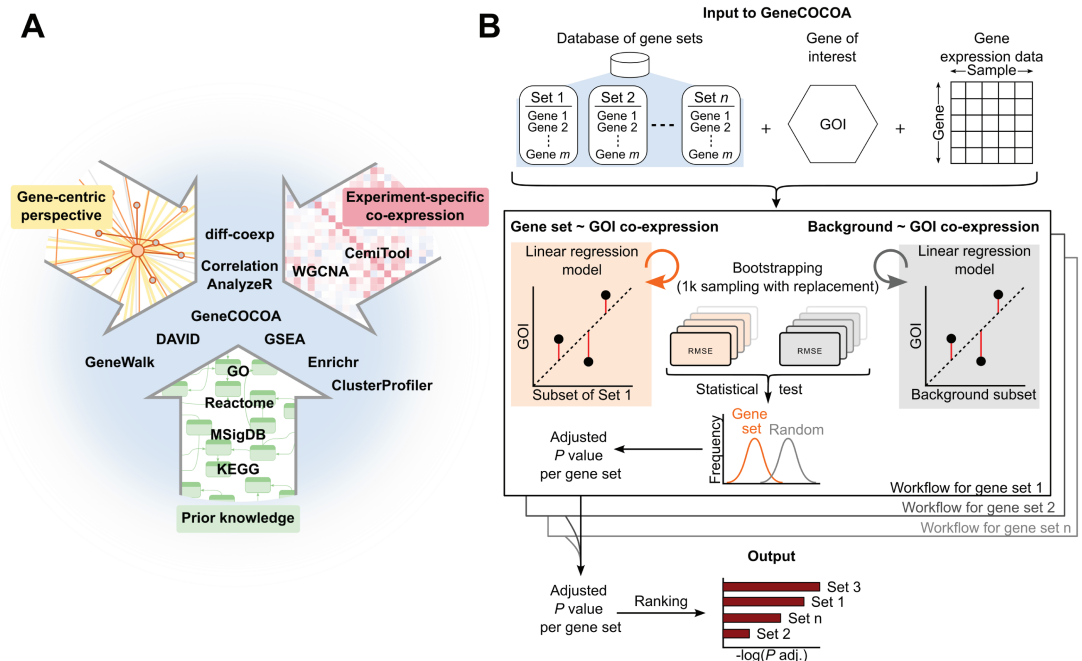 A
Gene-centric
perspective
Experiment-specific
co-expression
diff-coexp
Correlation
AnalyzeR
WGCNA
CemiTool
GeneCOCOA
DAVID
GSEA
GeneWalk
Enrichr
ClusterProfiler
GO
Reactome
MSigDB
KEGG
Prior knowledge
B
Input to GeneCOCOA
Database of gene sets
Set 1
Gene 1
Gene 2
Gene m
Set 2
Gene 1
Gene 2
Gene m
Set n
Gene 1
Gene 2
Gene m
+
Gene of
interest
GOI
+
Gene
expression data
Sample
Gene
Gene set ~ GOI co-expression
Background ~ GOI co-expression
Linear regression
model
GOI
Subset of Set 1
Bootstrapping
(1k sampling with replacement)
RMSE
RMSE
Linear regression
model
GOI
Background subset
Statistical test
Gene
set
Random
Frequency
Adjusted
P value
per gene set
Workflow for gene set 1
Workflow for gene set 2
Workflow for gene set n
Output
Adjusted
P value
per gene set
Ranking
Set 3
Set 1
Set n
Set 2
-log(P adj.)